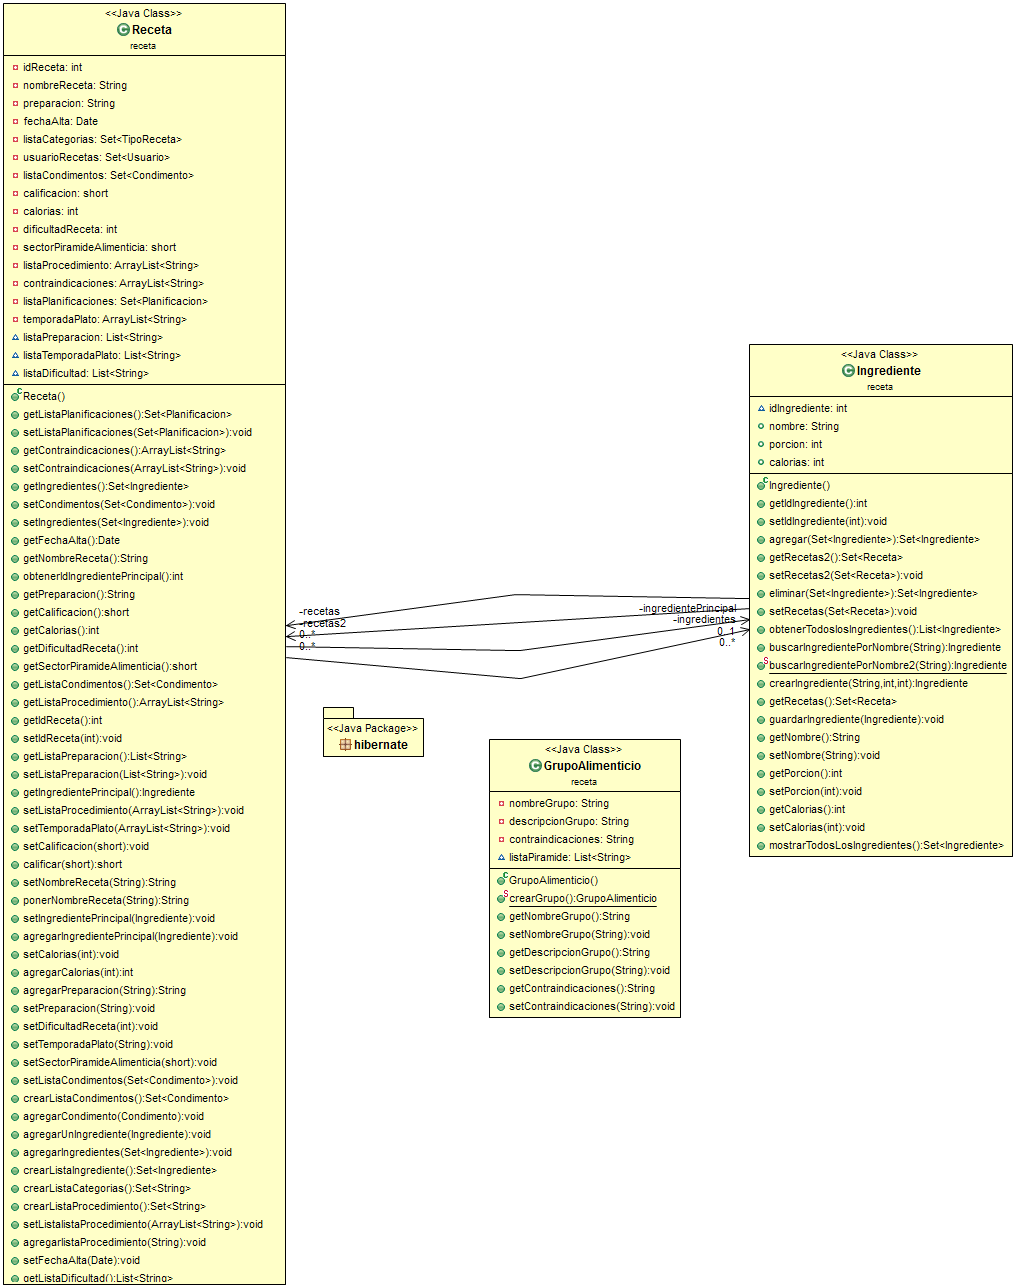 <<Java Class>>
Receta
receta
idReceta: int
nombreReceta: String
preparacion: String
fechaAlta: Date
listaCategorias: Set<TipoReceta>
usuarioRecetas: Set<Usuario>
listaCondimentos: Set<Condimento>
calificacion: short
calorias: int
dificultadReceta: int
sectorPiramideAlimenticia: short
listaProcedimiento: ArrayList<String>
contraindicaciones: ArrayList<String>
listaPlanificaciones: Set<Planificacion>
temporadaPlato: ArrayList<String>
listaPreparacion: List<String>
listaTemporadaPlato: List<String>
listaDificultad: List<String>
Receta()
getListaPlanificaciones():Set<Planificacion>
setListaPlanificaciones(Set<Planificacion>):void
getContraindicaciones():ArrayList<String>
setContraindicaciones(ArrayList<String>):void
getIngredientes():Set<Ingrediente>
setCondimentos(Set<Condimento>):void
setIngredientes(Set<Ingrediente>):void
getFechaAlta():Date
getNombreReceta():String
obtenerIdIngredientePrincipal():int
getPreparacion():String
getCalificacion():short
getCalorias():int
getDificultadReceta():int
getSectorPiramideAlimenticia():short
getListaCondimentos():Set<Condimento>
getListaProcedimiento():ArrayList<String>
getIdReceta():int
setIdReceta(int):void
getListaPreparacion():List<String>
setListaPreparacion(List<String>):void
getIngredientePrincipal():Ingrediente
setListaProcedimiento(ArrayList<String>):void
setTemporadaPlato(ArrayList<String>):void
setCalificacion(short):void
calificar(short):short
setNombreReceta(String):String
ponerNombreReceta(String):String
setIngredientePrincipal(Ingrediente):void
agregarIngredientePrincipal(Ingrediente):void
setCalorias(int):void
agregarCalorias(int):int
agregarPreparacion(String):String
setPreparacion(String):void
setDificultadReceta(int):void
setTemporadaPlato(String):void
setSectorPiramideAlimenticia(short):void
setListaCondimentos(Set<Condimento>):void
crearListaCondimentos():Set<Condimento>
agregarCondimento(Condimento):void
agregarUnIngrediente(Ingrediente):void
agregarIngredientes(Set<Ingrediente>):void
crearListaIngrediente():Set<Ingrediente>
crearListaCategorias():Set<String>
crearListaProcedimiento():Set<String>
setListalistaProcedimiento(ArrayList<String>):void
agregarlistaProcedimiento(String):void
setFechaAlta(Date):void
getListaDificultad():List<String>
-recetas
-recetas2
0..*
0..*
-ingredientePrincipal
-ingredientes
0..1
0..*
<<Java Package>>
hibernate
<<Java Class>>
GrupoAlimenticio
receta
nombreGrupo: String
descripcionGrupo: String
contraindicaciones: String
listaPiramide: List<String>
GrupoAlimenticio()
crearGrupo():GrupoAlimenticio
getNombreGrupo():String
setNombreGrupo(String):void
getDescripcionGrupo():String
setDescripcionGrupo(String):void
getContraindicaciones():String
setContraindicaciones(String):void
<<Java Class>>
Ingrediente
receta
idIngrediente: int
nombre: String
porcion: int
calorias: int
Ingrediente()
getIdIngrediente():int
setIdIngrediente(int):void
agregar(Set<Ingrediente>):Set<Ingrediente>
getRecetas2():Set<Receta>
setRecetas2(Set<Receta>):void
eliminar(Set<Ingrediente>):Set<Ingrediente>
setRecetas(Set<Receta>):void
obtenerTodoslosIngredientes():List<Ingrediente>
buscarIngredientePorNombre(String):Ingrediente
buscarIngredientePorNombre2(String):Ingrediente
crearIngrediente(String,int,int):Ingrediente
getRecetas():Set<Receta>
guardarIngrediente(Ingrediente):void
getNombre():String
setNombre(String):void
getPorcion():int
setPorcion(int):void
getCalorias():int
setCalorias(int):void
mostrarTodosLosIngredientes():Set<Ingrediente>